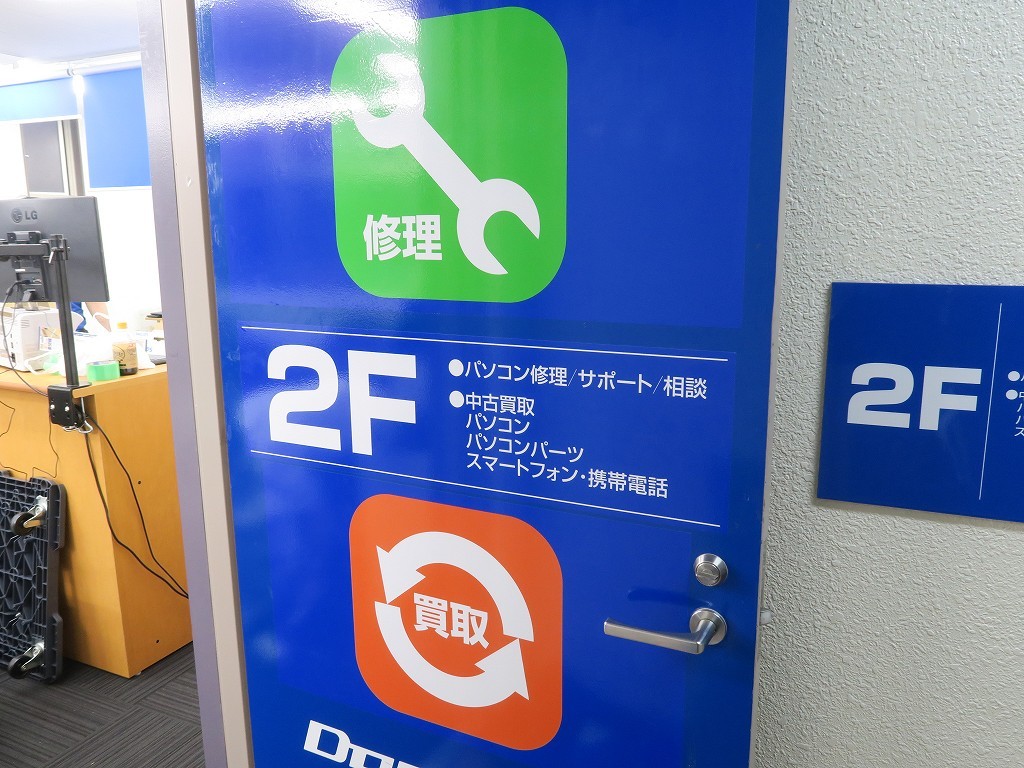 LG
修理
2F
●パソコン修理/サポート/相談
●中古買取
パソコン
パソコンパーツ
スマートフォン・携帯電話
買取
2F